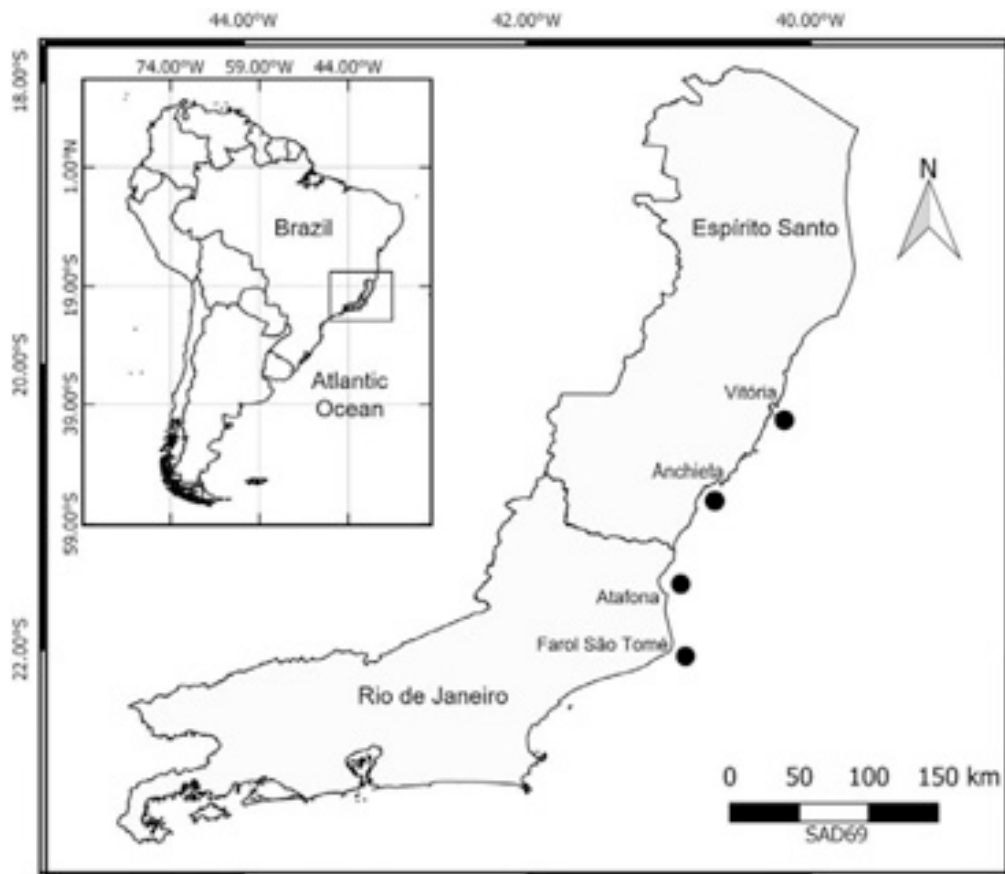 44.00°W 42.00°W 40.00°W
18.00°S
20.00°S
22.00°S
74.00°W 59.00°W 44.00°W
1.00°N
19.00°S
39.00°S
59.00°S
Brazil
Atlantic
Ocean
N
Espírito Santo
Vitória
Anchieta
Atafona
Farol São Tomé
Rio de Janeiro
0 50 100 150 km
SAD69